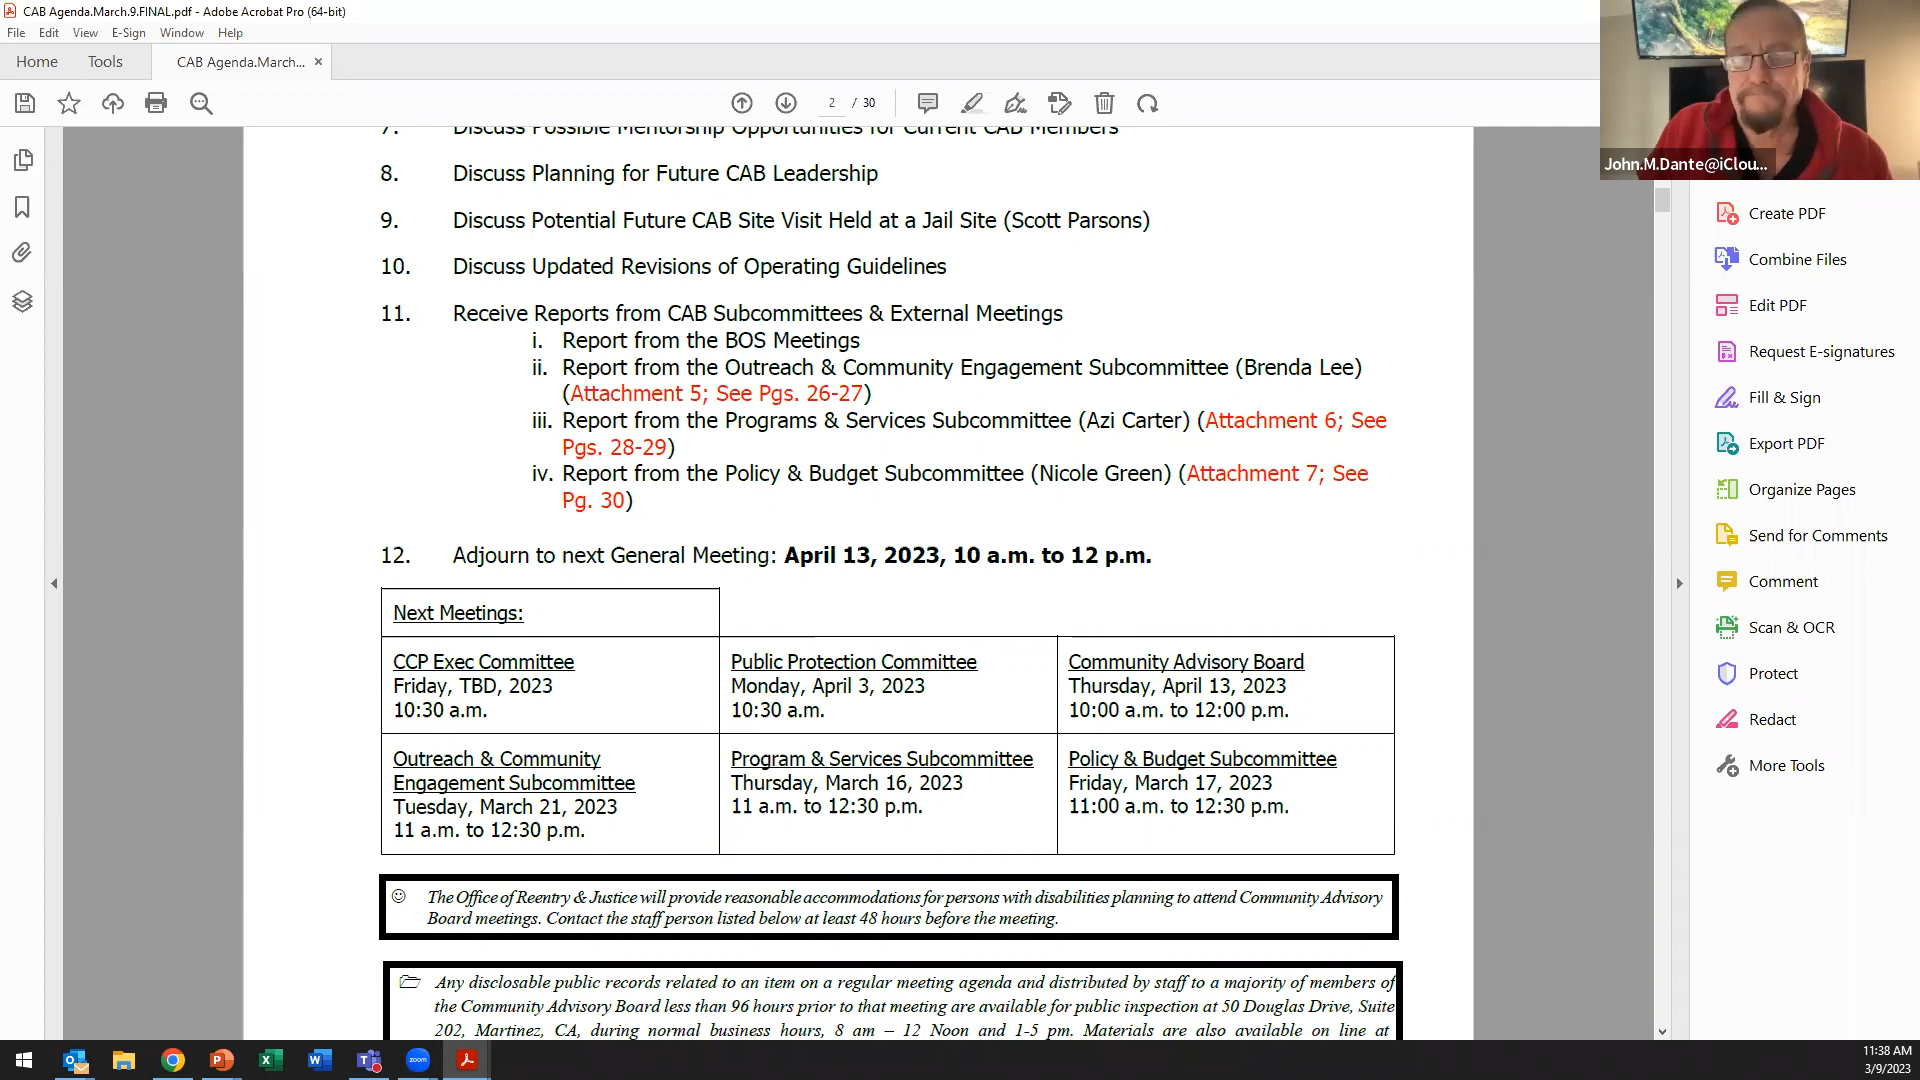 CAB Agenda.March.9.FINAL.pdf - Adobe Acrobat Pro (64-bit)
File Edit View E-Sign Window Help
Home Tools CAB Agenda.March... ×
2 / 30
7. Discuss Possible Mentorship Opportunities for Current CAB Members
8. Discuss Planning for Future CAB Leadership
9. Discuss Potential Future CAB Site Visit Held at a Jail Site (Scott Parsons)
10. Discuss Updated Revisions of Operating Guidelines
11. Receive Reports from CAB Subcommittees & External Meetings
i. Report from the BOS Meetings
ii. Report from the Outreach & Community Engagement Subcommittee (Brenda Lee)
(Attachment 5; See Pgs. 26-27)
iii. Report from the Programs & Services Subcommittee (Azi Carter) (Attachment 6; See
Pgs. 28-29)
iv. Report from the Policy & Budget Subcommittee (Nicole Green) (Attachment 7; See
Pg. 30)
12. Adjourn to next General Meeting: April 13, 2023, 10 a.m. to 12 p.m.
Next Meetings:
CCP Exec Committee
Friday, TBD, 2023
10:30 a.m.
Public Protection Committee
Monday, April 3, 2023
10:30 a.m.
Community Advisory Board
Thursday, April 13, 2023
10:00 a.m. to 12:00 p.m.
Outreach & Community
Engagement Subcommittee
Tuesday, March 21, 2023
11 a.m. to 12:30 p.m.
Program & Services Subcommittee
Thursday, March 16, 2023
11 a.m. to 12:30 p.m.
Policy & Budget Subcommittee
Friday, March 17, 2023
11:00 a.m. to 12:30 p.m.
The Office of Reentry & Justice will provide reasonable accommodations for persons with disabilities planning to attend Community Advisory
Board meetings. Contact the staff person listed below at least 48 hours before the meeting.
Any disclosable public records related to an item on a regular meeting agenda and distributed by staff to a majority of members of
the Community Advisory Board less than 96 hours prior to that meeting are available for public inspection at 50 Douglas Drive, Suite
202, Martinez, CA, during normal business hours, 8 am – 12 Noon and 1-5 pm. Materials are also available on line at
John.M.Dante@iClou...
Create PDF
Combine Files
Edit PDF
Request E-signatures
Fill & Sign
Export PDF
Organize Pages
Send for Comments
Comment
Scan & OCR
Protect
Redact
More Tools
zoom
11:38 AM
3/9/2023